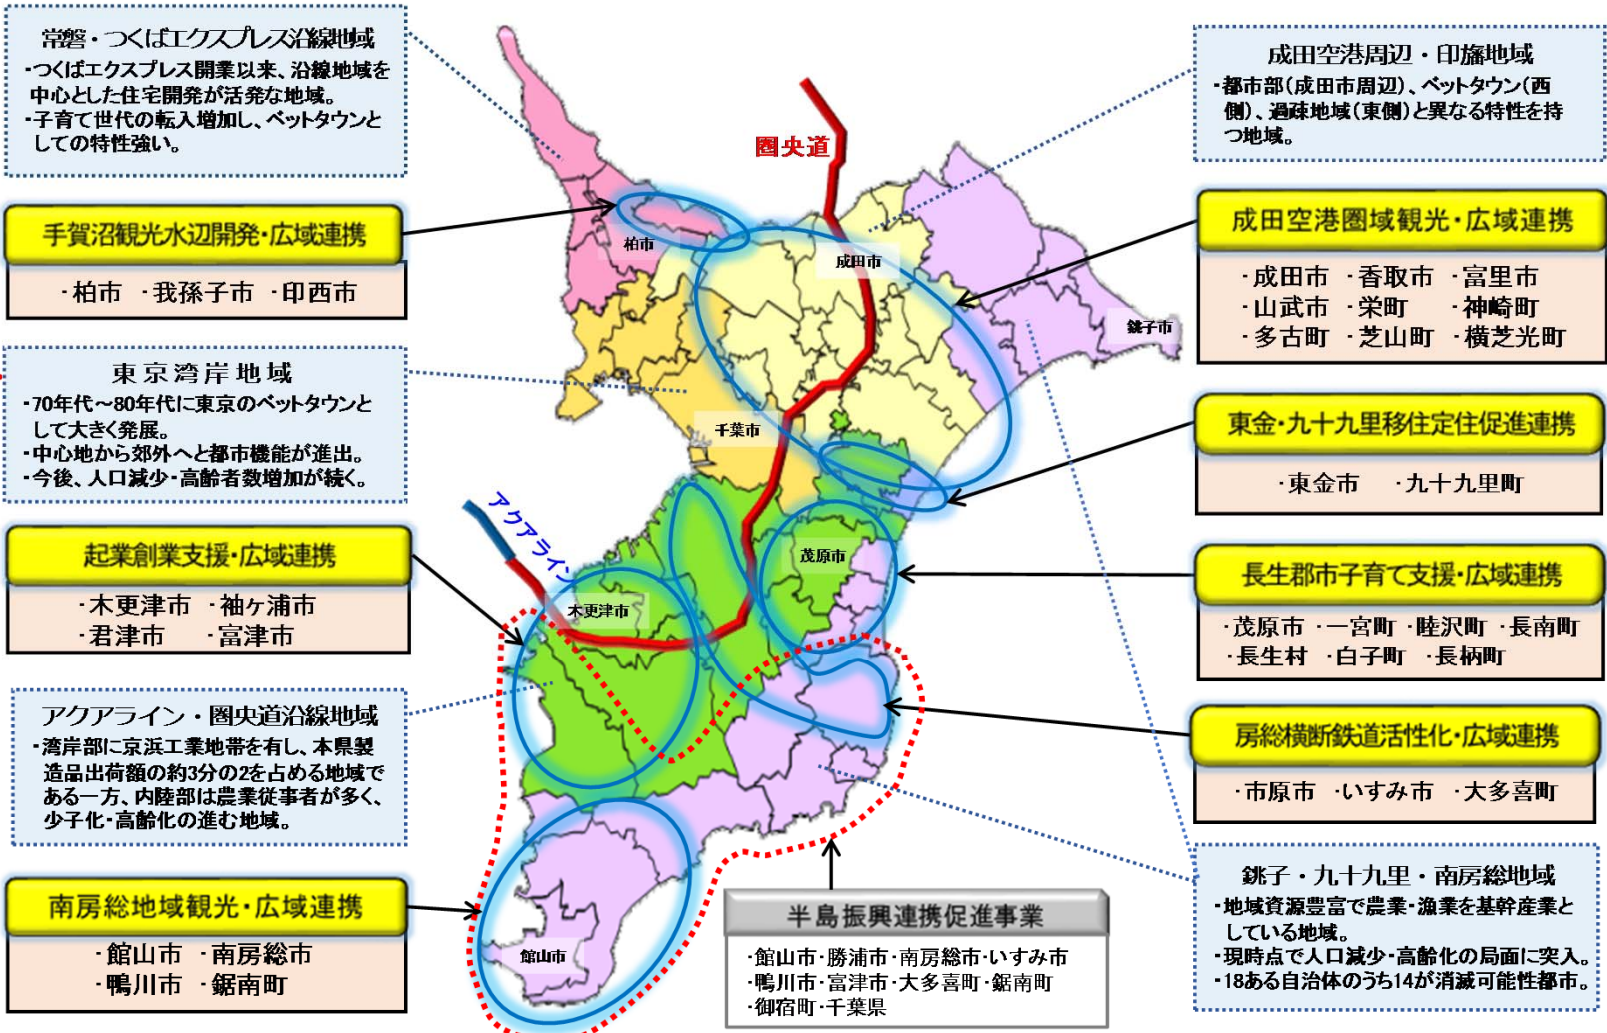 常磐・つくばエクスプレス沿線地域
・つくばエクスプレス開業以来、沿線地域を
中心とした住宅開発が活発な地域。
・子育て世代の転入増加し、ベットタウンと
しての特性強い。
手賀沼観光水辺開発・広域連携
・柏市 ・我孫子市 ・印西市
東京湾岸地域
・70年代～80年代に東京のベットタウンと
して大きく発展。
・中心地から郊外へと都市機能が進出。
・今後、人口減少・高齢者数増加が続く。
起業創業支援・広域連携
・木更津市 ・袖ヶ浦市
・君津市 ・富津市
アクアライン・圏央道沿線地域
・湾岸部に京浜工業地帯を有し、本県製
造品出荷額の約3分の2を占める地域で
ある一方、内陸部は農業従事者が多く、
少子化・高齢化の進む地域。
南房総地域観光・広域連携
・館山市 ・南房総市
・鴨川市 ・鋸南町
圏央道
柏市
成田市
銚子市
千葉市
アクアライン
茂原市
木更津市
館山市
半島振興連携促進事業
・館山市・勝浦市・南房総市・いすみ市
・鴨川市・富津市・大多喜町・鋸南町
・御宿町・千葉県
成田空港周辺・印旛地域
・都市部(成田市周辺)、ベットタウン(西
側)、過疎地域(東側)と異なる特性を持
つ地域。
成田空港圏域観光・広域連携
・成田市 ・香取市 ・富里市
・山武市 ・栄町 ・神崎町
・多古町 ・芝山町 ・横芝光町
東金・九十九里移住定住促進連携
・東金市 ・九十九里町
長生郡市子育て支援・広域連携
・茂原市 ・一宮町 ・睦沢町 ・長南町
・長生村 ・白子町 ・長柄町
房総横断鉄道活性化・広域連携
・市原市 ・いすみ市 ・大多喜町
銚子・九十九里・南房総地域
・地域資源豊富で農業・漁業を基幹産業と
している地域。
・現時点で人口減少・高齢化の局面に突入。
・18ある自治体のうち14が消滅可能性都市。